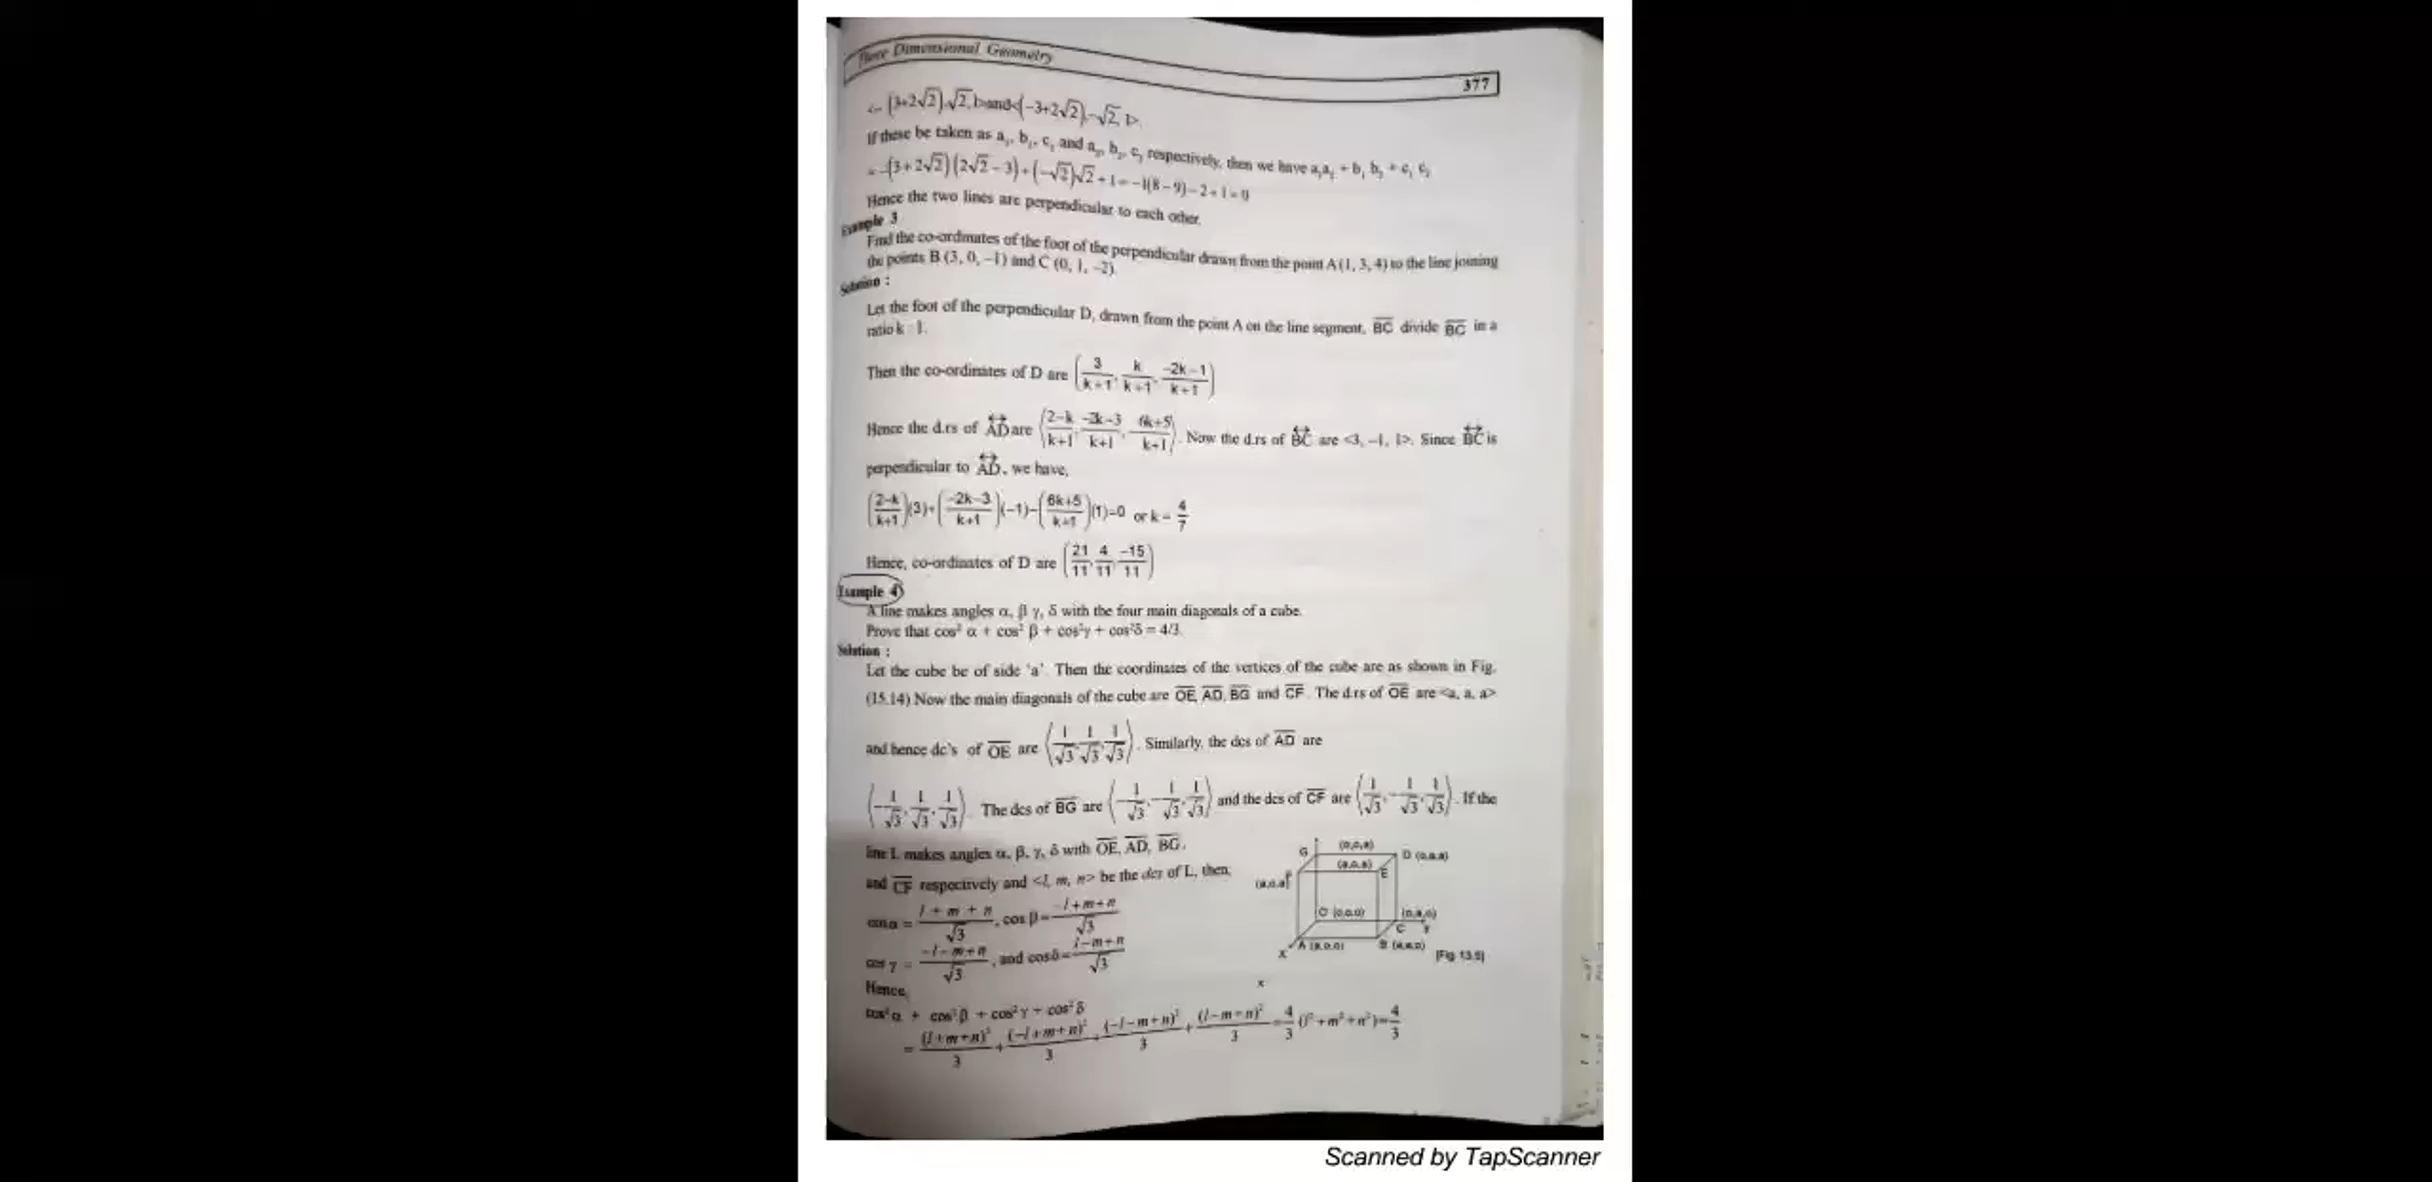 Three Dimensional Geometry
377
<– (3+2√2), √2, 1> and <(–3+2√2), –√2, 1>.
If these be taken as a₁, b₁, c₁ and a₂, b₂, c₂ respectively, then we have a₁a₂ + b₁ b₂ + c₁ c₂
= –(3+2√2)(2√2–3)+(–√2)√2+1=–1(8–9)–2+1=0
Hence the two lines are perpendicular to each other.
Example 3
Find the co-ordinates of the foot of the perpendicular drawn from the point A (1, 3, 4) to the line joining
the points B (3, 0, –1) and C (0, 1, –2).
Solution :
Let the foot of the perpendicular D, drawn from the point A on the line segment, BC divide BC in a
ratio k : 1.
Then the co-ordinates of D are (3/k+1, k/k+1, –2k–1/k+1)
Hence the d.rs of AD are (2–k/k+1, –2k–3/k+1, –6k+5/k+1). Now the d.rs of BC are <3, –1, 1>. Since BC is
perpendicular to AD, we have,
(2–k/k+1)(3)+(–2k–3/k+1)(–1)–(6k+5/k+1)(1)=0 or k = 4/7
Hence, co-ordinates of D are (21/11, 4/11, –15/11)
Example 4
A line makes angles α, β γ, δ with the four main diagonals of a cube.
Prove that cos² α + cos² β + cos²γ + cos²δ = 4/3.
Solution :
Let the cube be of side 'a'. Then the coordinates of the vertices of the cube are as shown in Fig.
(15.14) Now the main diagonals of the cube are OE, AD, BG and CF. The d.rs of OE are <a, a, a>
and hence dc's of OE are (1/√3, 1/√3, 1/√3). Similarly, the dcs of AD are
(–1/√3, 1/√3, 1/√3). The dcs of BG are (–1/√3, –1/√3, 1/√3) and the dcs of CF are (1/√3, –1/√3, 1/√3). If the
line L makes angles α, β, γ, δ with OE, AD, BG,
and CF respectively and <l, m, n> be the dcs of L, then,
cos α = l + m + n/√3, cos β = –l+m+n/√3
cos γ = –l–m+n/√3, and cosδ = l–m+n/√3
G (0,0,a) D (0,a,a)
(a,a,a) E
(a,0,a) F
O (0,0,0) (0,a,0)
C Y
X A (a,0,0) B (a,a,0)
[Fig 13.5]
x
Hence,
cos² α + cos² β + cos² γ + cos² δ
= (l+m+n)²/3 + (–l+m+n)²/3 + (–l–m+n)²/3 + (l–m+n)²/3 = 4/3 (l²+m²+n²)= 4/3
Scanned by TapScanner